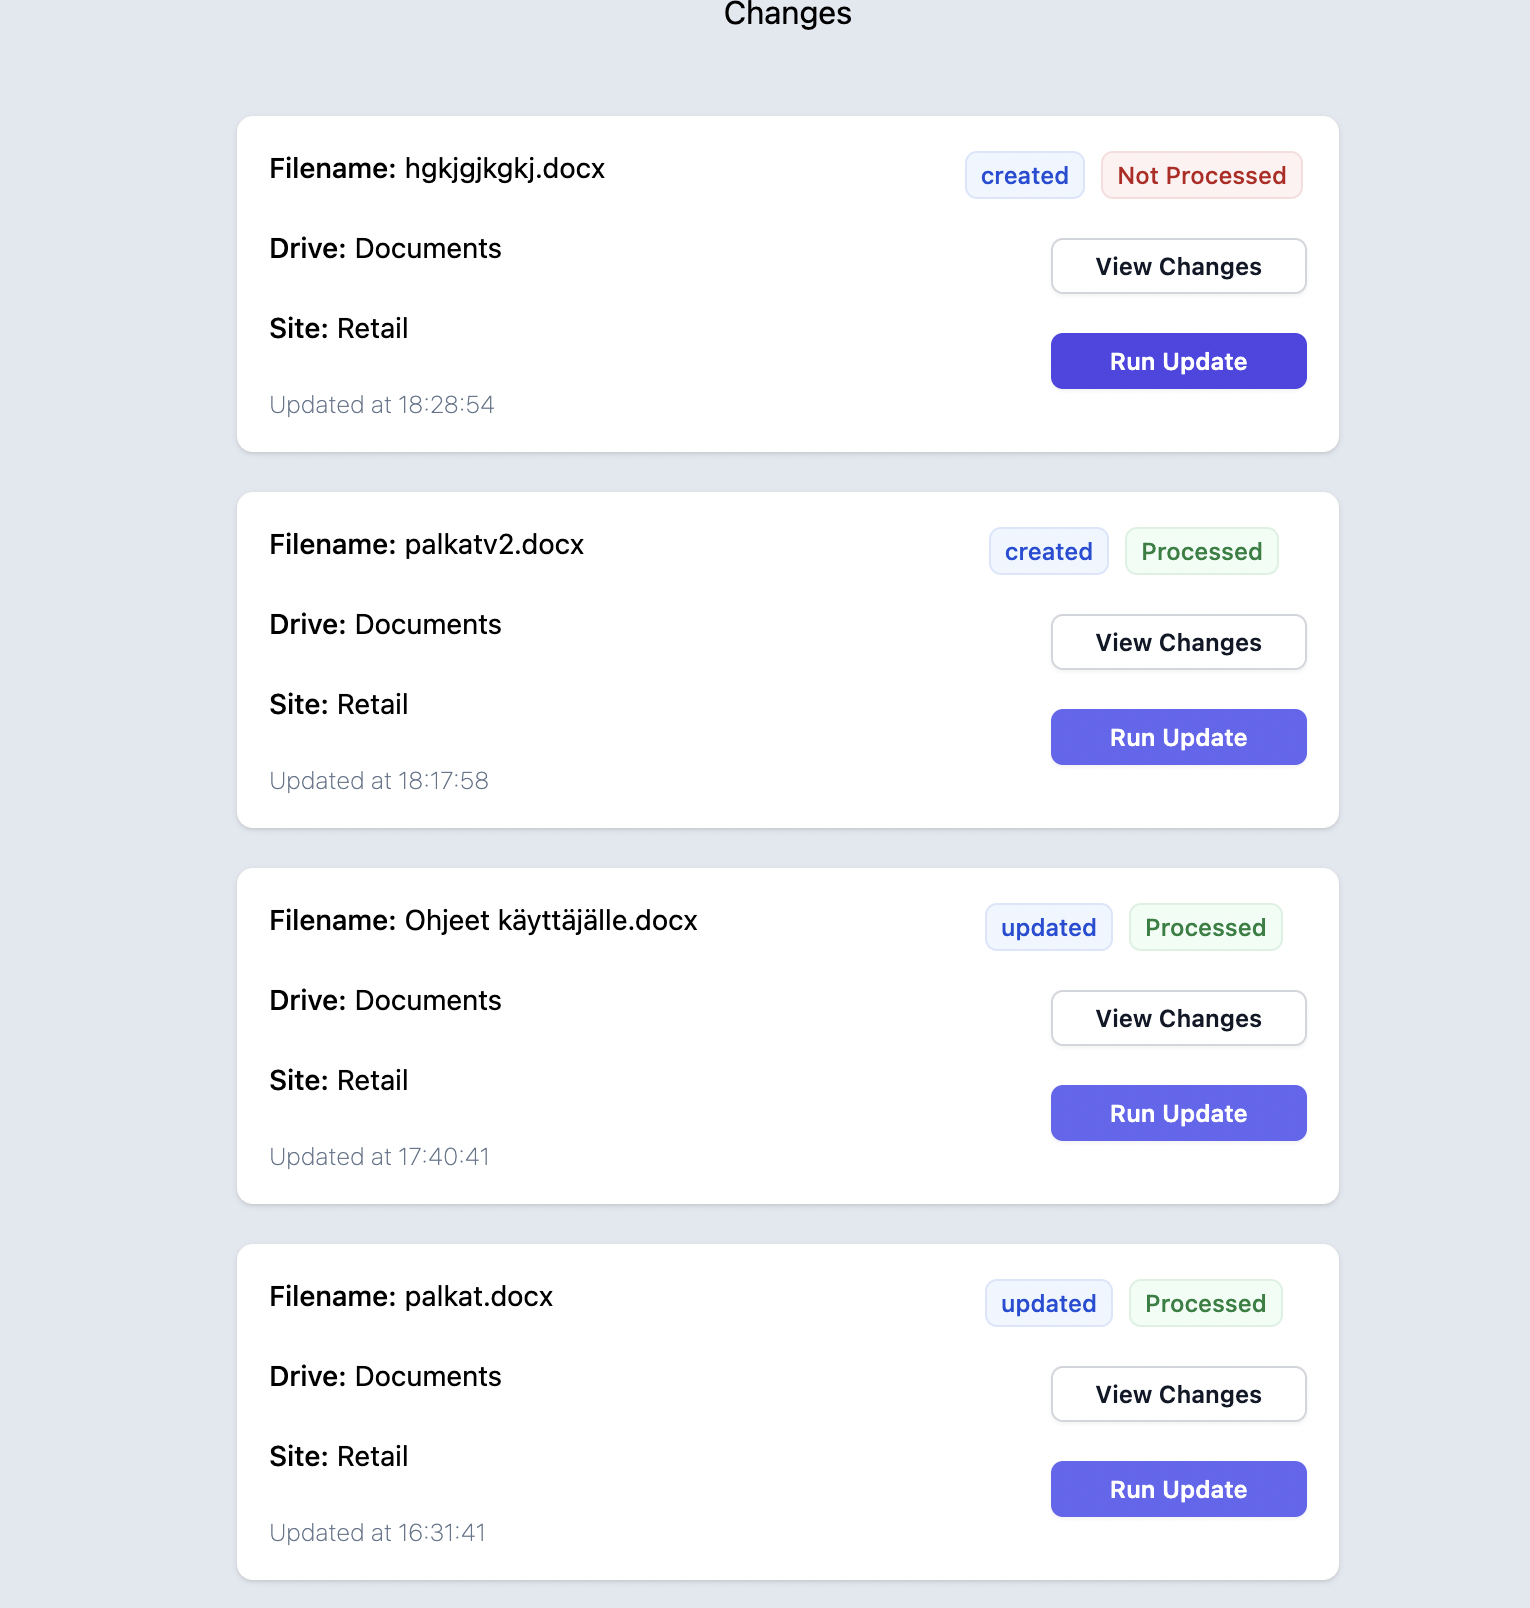 Changes
Filename: hgkjgjkgkj.docx
created
Not Processed
Drive: Documents
View Changes
Site: Retail
Run Update
Updated at 18:28:54
Filename: palkatv2.docx
created
Processed
Drive: Documents
View Changes
Site: Retail
Run Update
Updated at 18:17:58
Filename: Ohjeet käyttäjälle.docx
updated
Processed
Drive: Documents
View Changes
Site: Retail
Run Update
Updated at 17:40:41
Filename: palkat.docx
updated
Processed
Drive: Documents
View Changes
Site: Retail
Run Update
Updated at 16:31:41